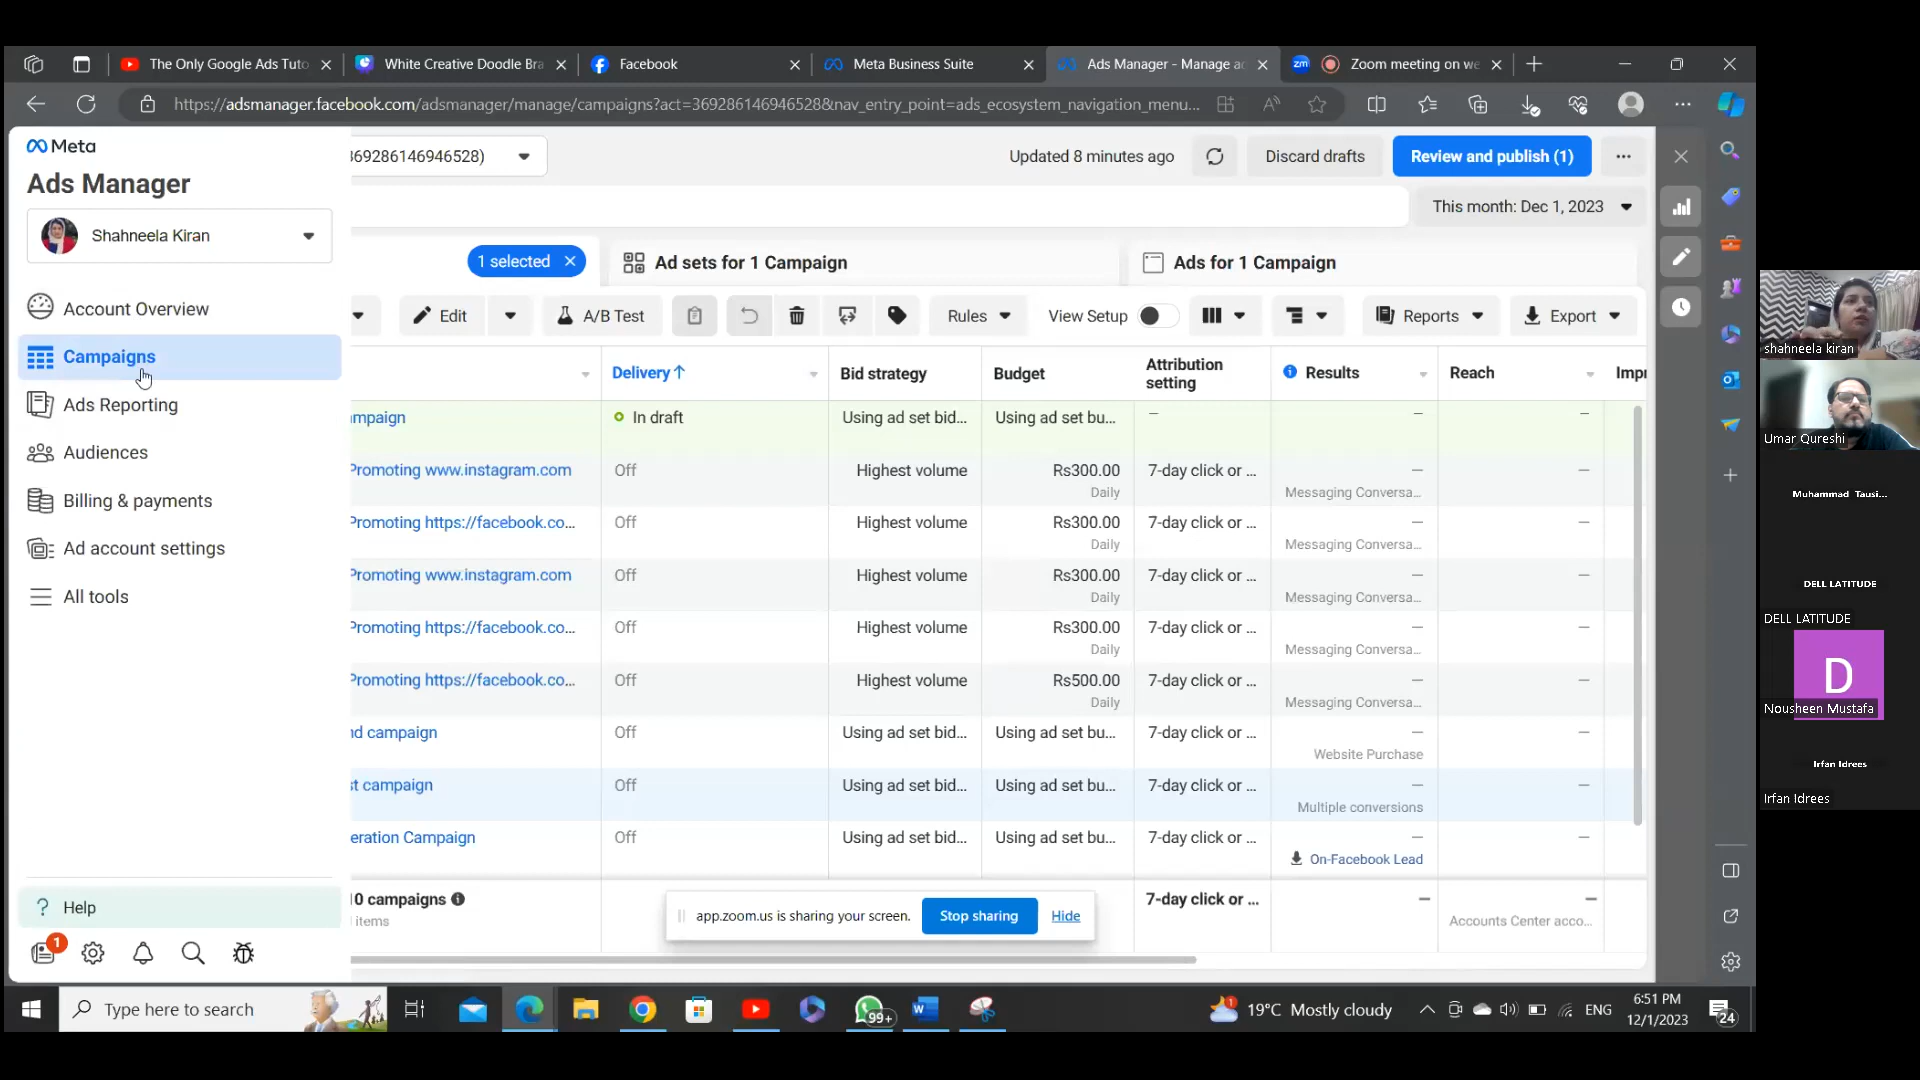 The Only Google Ads Tuto
White Creative Doodle Bra
Facebook
Meta Business Suite
Ads Manager - Manage ad
zm
Zoom meeting on we
https://adsmanager.facebook.com/adsmanager/manage/campaigns?act=369286146946528&nav_entry_point=ads_ecosystem_navigation_menu...
Meta
Ads Manager
Shahneela Kiran
Account Overview
Campaigns
Ads Reporting
Audiences
Billing & payments
Ad account settings
All tools
Help
1
369286146946528)
Updated 8 minutes ago
Discard drafts
Review and publish (1)
This month: Dec 1, 2023
1 selected
Ad sets for 1 Campaign
Ads for 1 Campaign
Edit
A/B Test
Rules
View Setup
Reports
Export
Delivery
Bid strategy
Budget
Attribution setting
Results
Reach
Impr
mpaign
In draft
Using ad set bid...
Using ad set bu...
—
—
—
Promoting www.instagram.com
Off
Highest volume
Rs300.00
Daily
7-day click or ...
—
Messaging Conversa...
—
Promoting https://facebook.co...
Off
Highest volume
Rs300.00
Daily
7-day click or ...
—
Messaging Conversa...
—
Promoting www.instagram.com
Off
Highest volume
Rs300.00
Daily
7-day click or ...
—
Messaging Conversa...
—
Promoting https://facebook.co...
Off
Highest volume
Rs300.00
Daily
7-day click or ...
—
Messaging Conversa...
—
Promoting https://facebook.co...
Off
Highest volume
Rs500.00
Daily
7-day click or ...
—
Messaging Conversa...
—
nd campaign
Off
Using ad set bid...
Using ad set bu...
7-day click or ...
—
Website Purchase
—
st campaign
Off
Using ad set bid...
Using ad set bu...
7-day click or ...
—
Multiple conversions
—
eration Campaign
Off
Using ad set bid...
Using ad set bu...
7-day click or ...
—
On-Facebook Lead
—
10 campaigns
items
7-day click or ...
—
—
Accounts Center acco...
app.zoom.us is sharing your screen.
Stop sharing
Hide
Type here to search
99+
19°C Mostly cloudy
ENG
6:51 PM
12/1/2023
24
shahneela kiran
Umar Qureshi
Muhammad Tausi...
DELL LATITUDE
DELL LATITUDE
D
Nousheen Mustafa
Irfan Idrees
Irfan Idrees